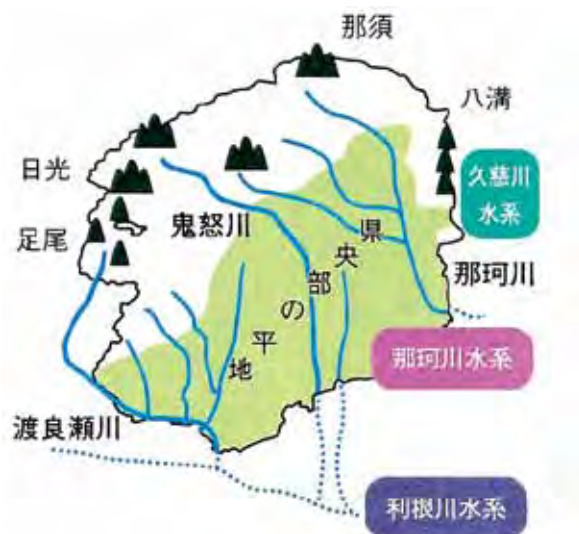 那須
八溝
日光
久慈川
水系
足尾
鬼怒川
県央部の平地
那珂川
那珂川水系
渡良瀬川
利根川水系